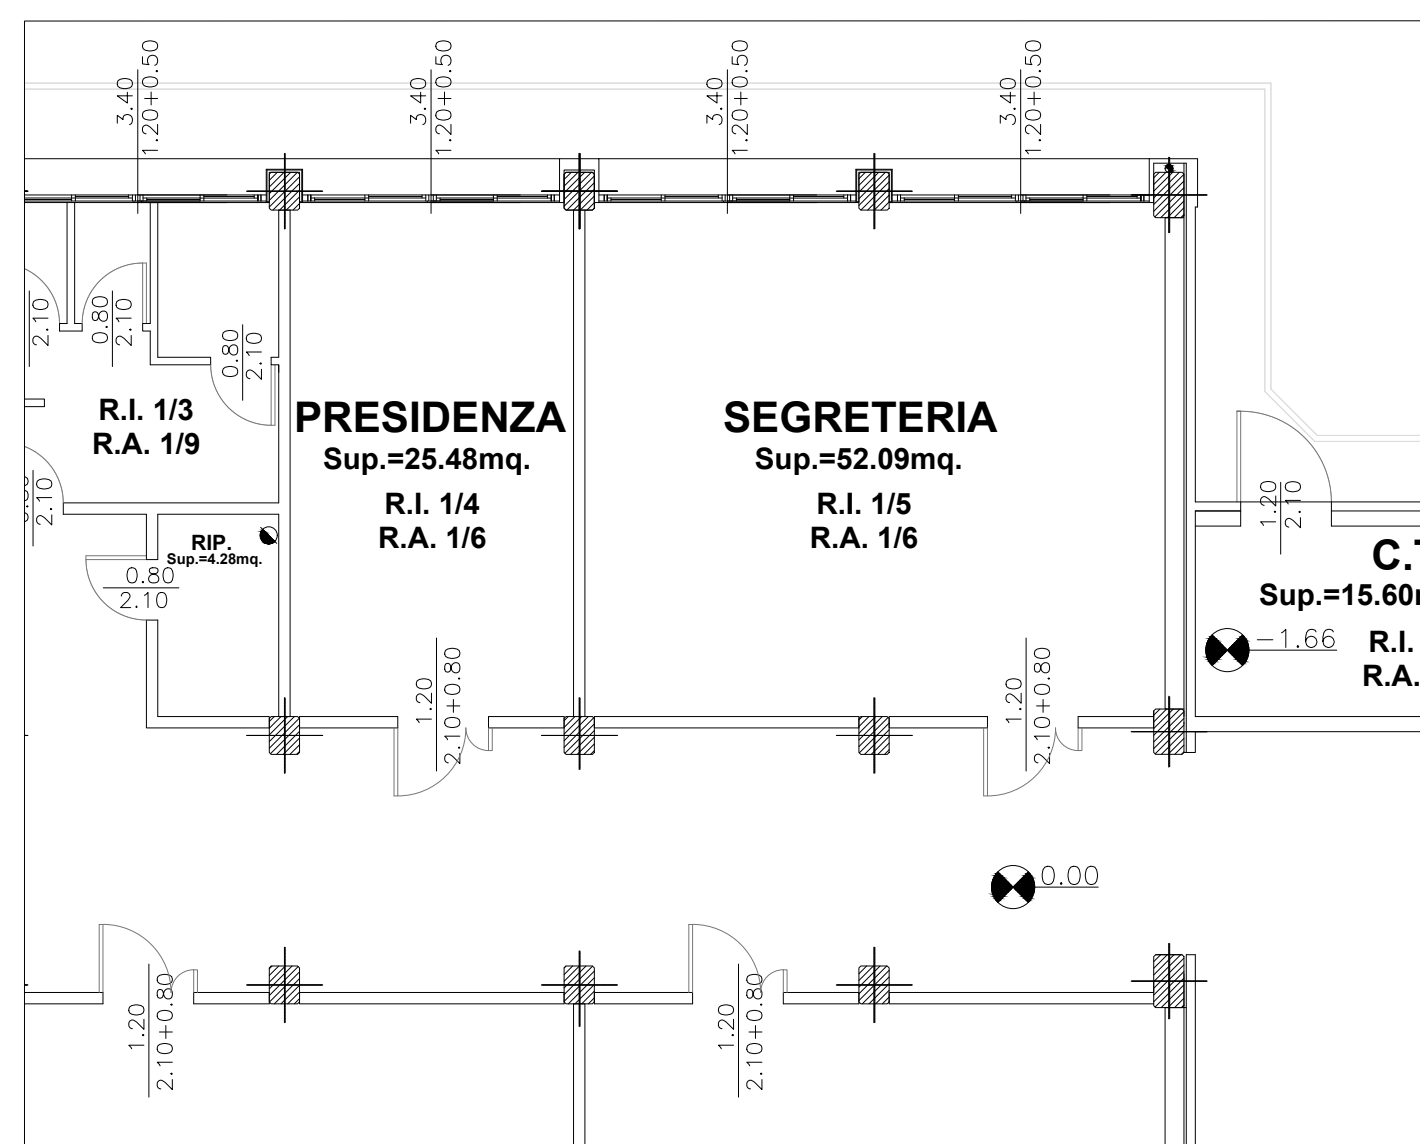 3.40
1.20+0.50
3.40
1.20+0.50
3.40
1.20+0.50
3.40
1.20+0.50
2.10
0.80
2.10
0.80
2.10
R.I. 1/3
R.A. 1/9
PRESIDENZA
Sup.=25.48mq.
R.I. 1/4
R.A. 1/6
SEGRETERIA
Sup.=52.09mq.
R.I. 1/5
R.A. 1/6
2.10
1.20
2.10
RIP.
Sup.=4.28mq.
0.80
2.10
C.
Sup.=15.60
-1.66
R.I.
R.A.
1.20
2.10+0.80
1.20
2.10+0.80
0.00
1.20
2.10+0.80
1.20
2.10+0.80